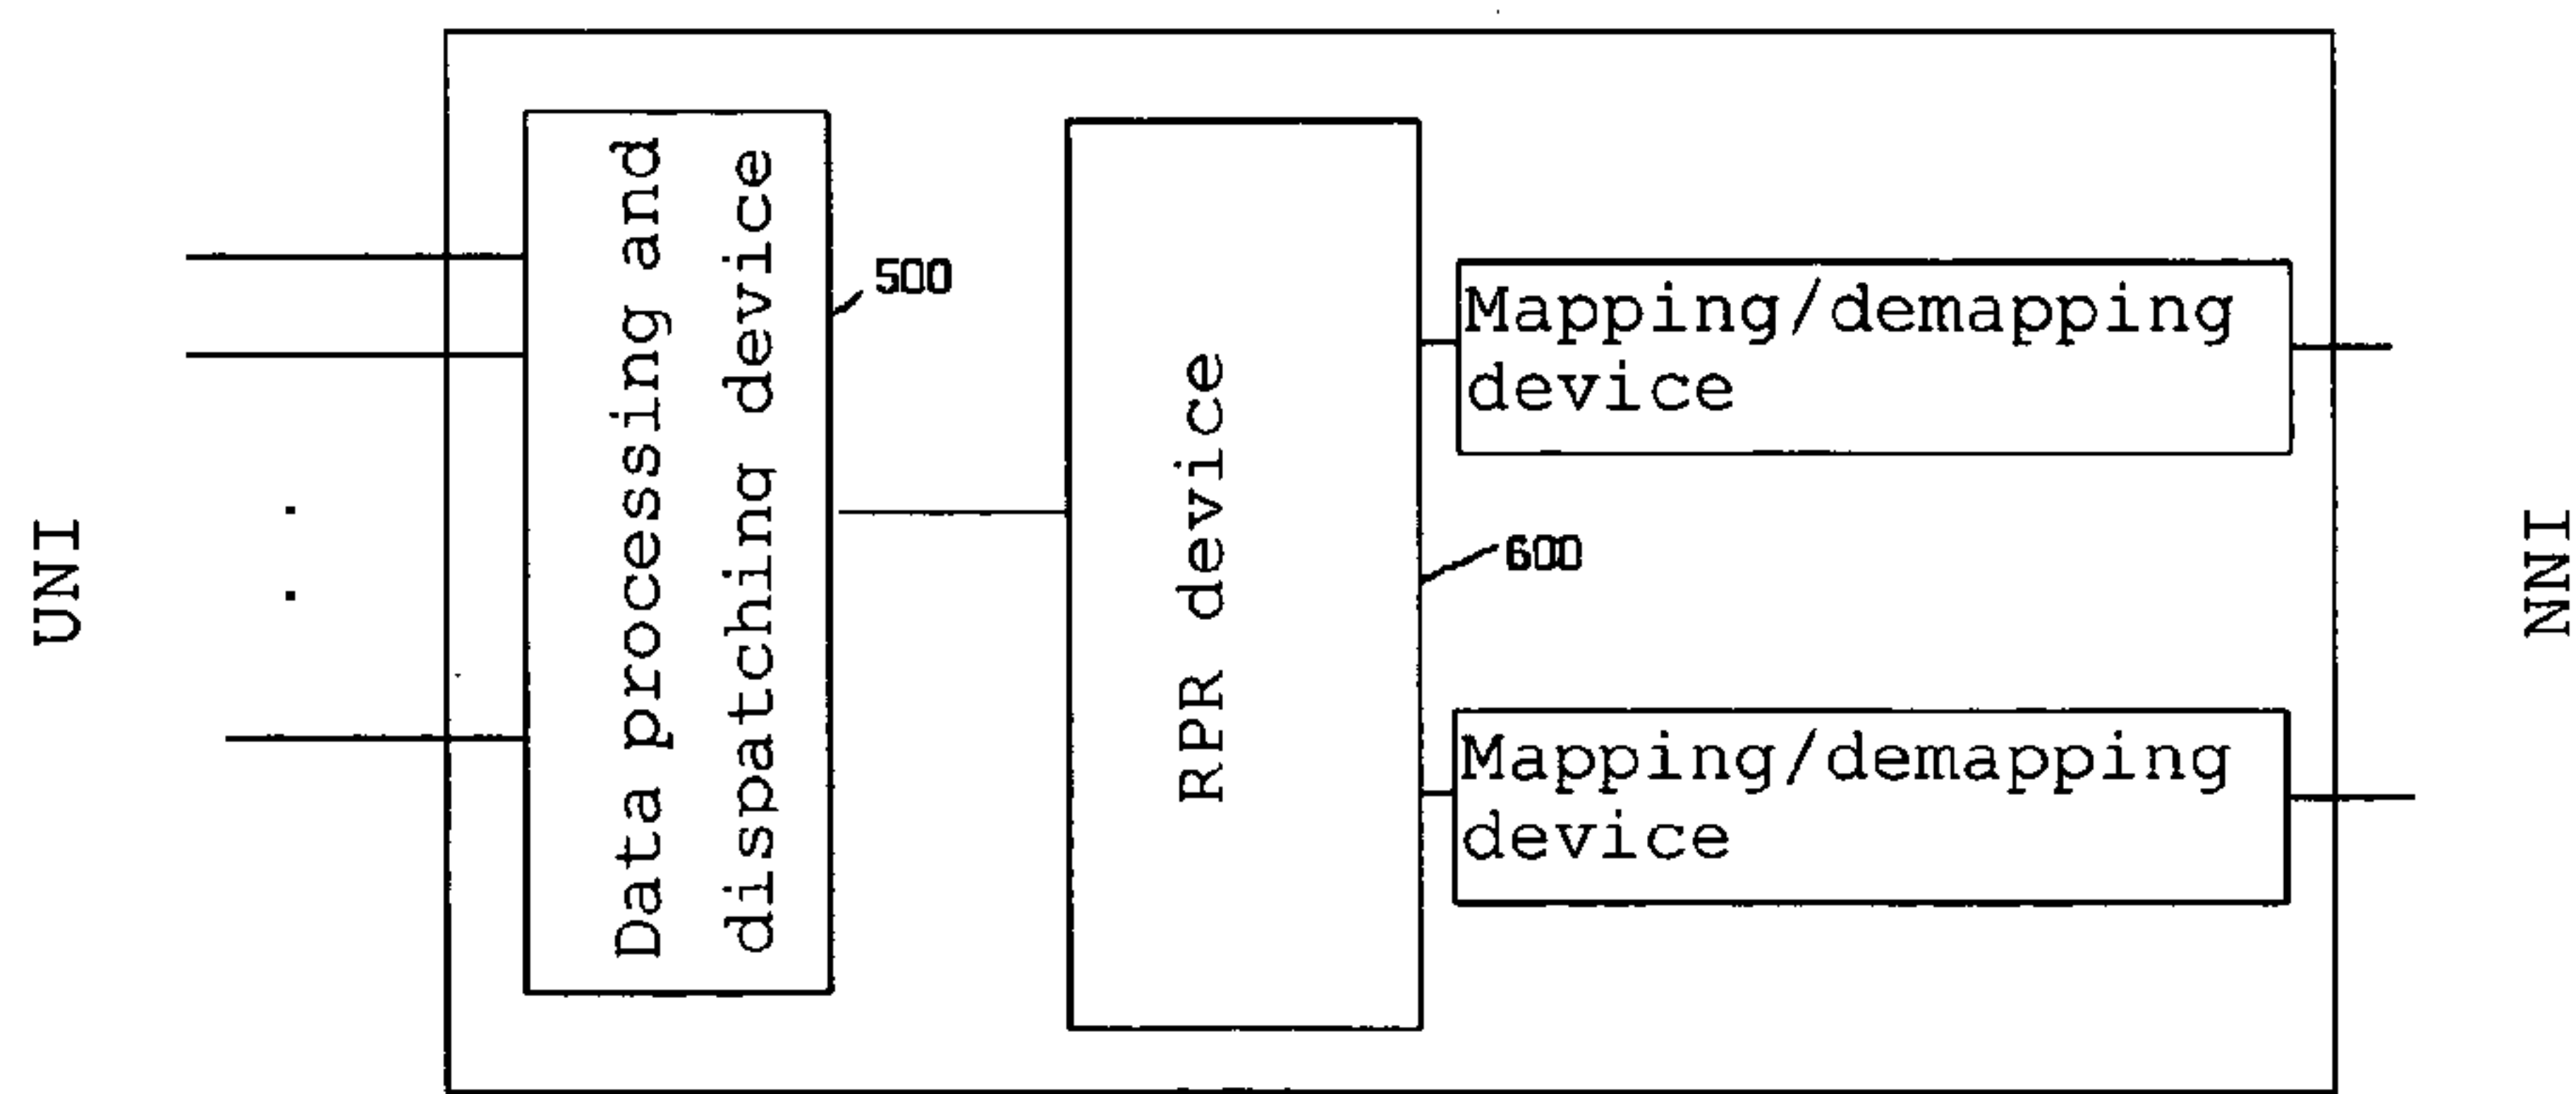 UNI
Data processing and
dispatching device
500
RPR device
600
Mapping/demapping
device
Mapping/demapping
device
NNI